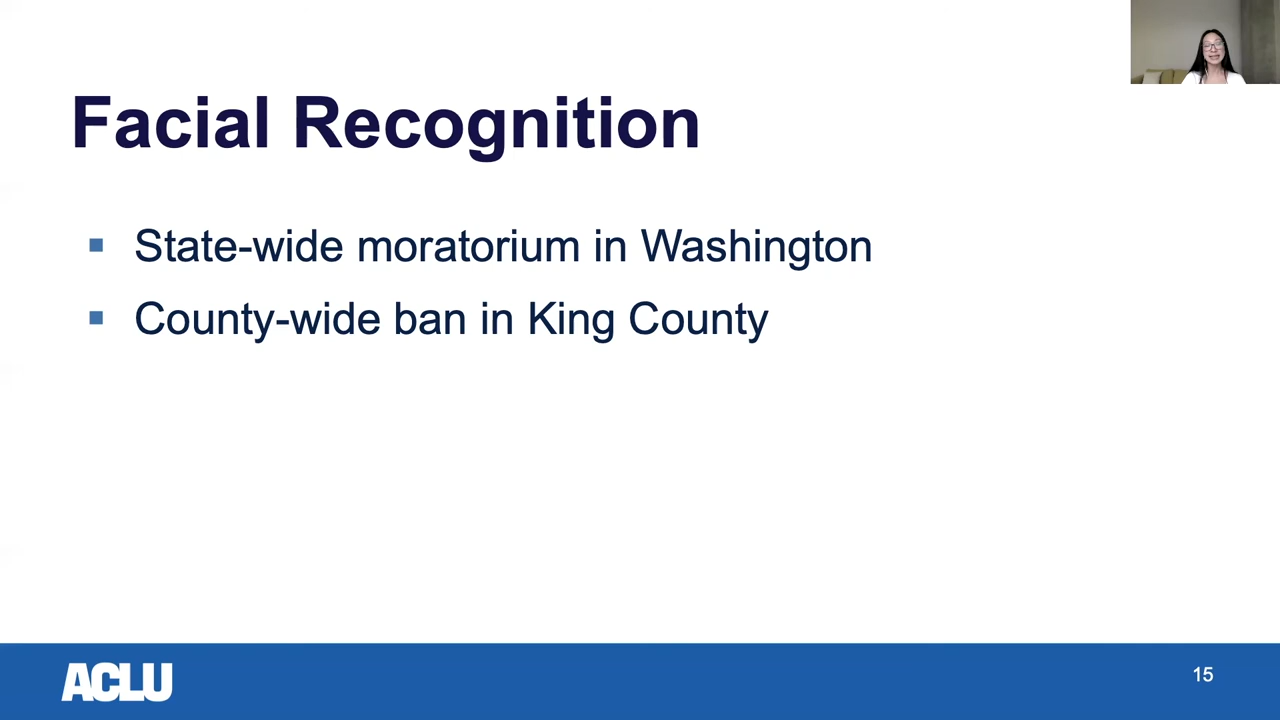 Facial Recognition
State-wide moratorium in Washington
County-wide ban in King County
ACLU
15